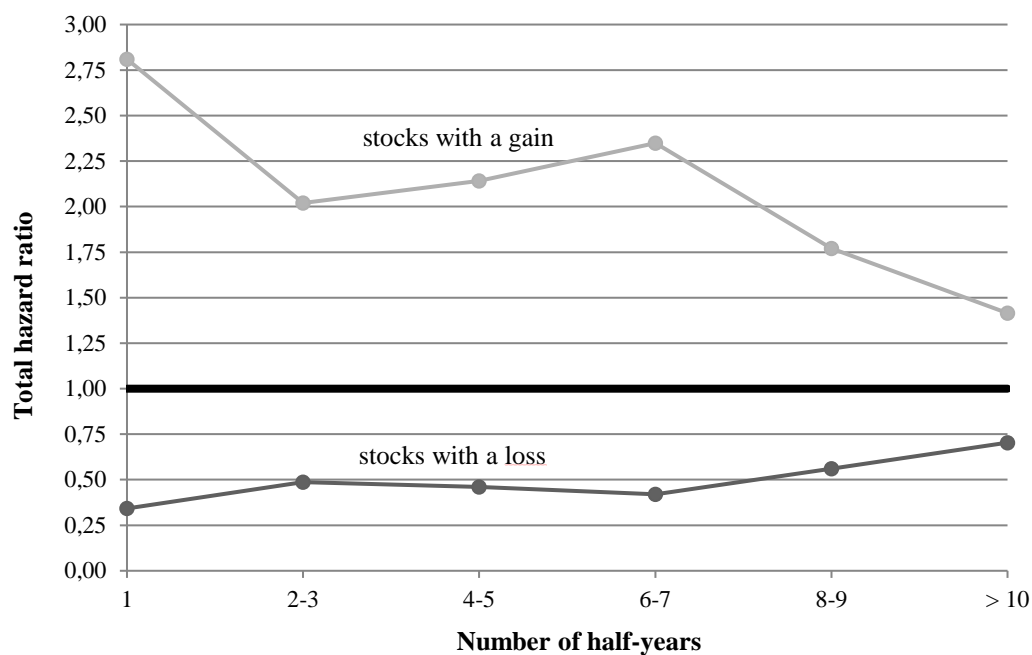 3,00
2,75
2,50
stocks with a gain
2,25
2,00
1,75
1,50
1,25
1,00
0,75
stocks with a loss
0,50
0,25
0,00
Total hazard ratio
1 2-3 4-5 6-7 8-9 > 10
Number of half-years